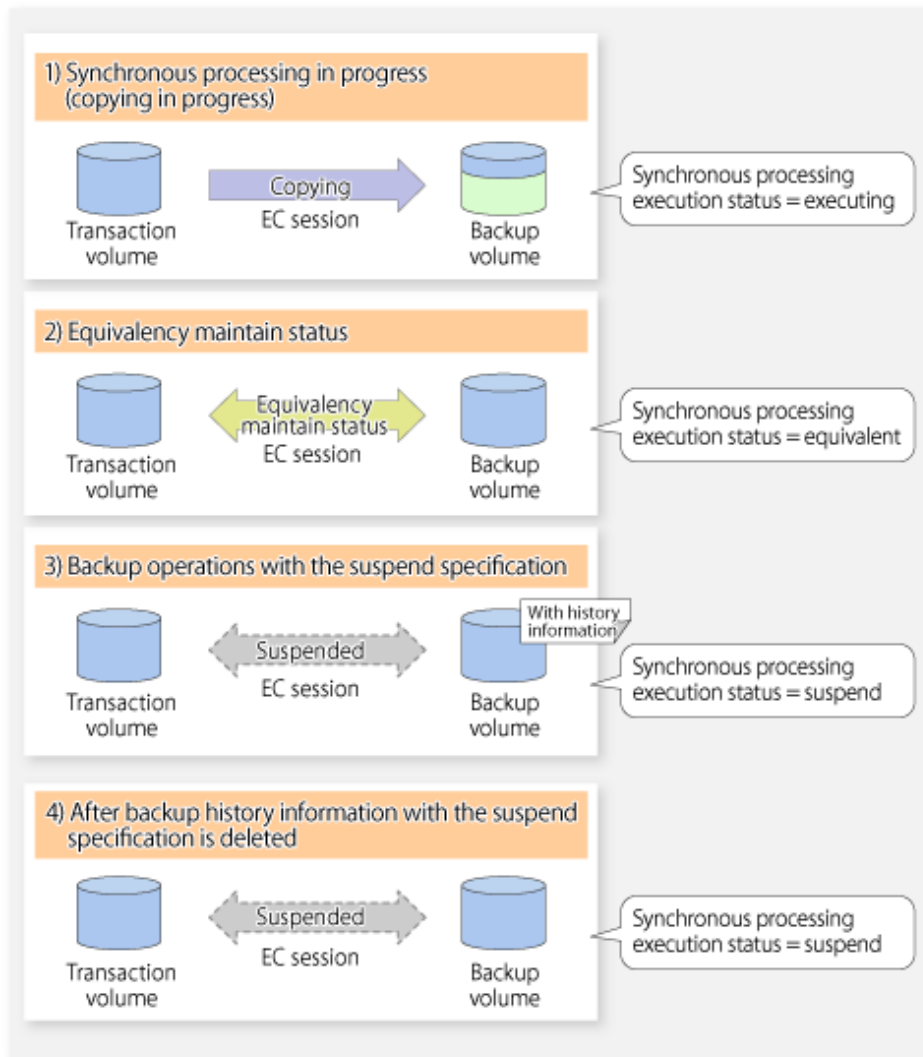 1) Synchronous processing in progress
(copying in progress)
Copying
EC session
Transaction
volume
Backup
volume
Synchronous processing
execution status = executing
2) Equivalency maintain status
Equivalency
maintain status
EC session
Transaction
volume
Backup
volume
Synchronous processing
execution status = equivalent
3) Backup operations with the suspend specification
With history
information
Suspended
EC session
Transaction
volume
Backup
volume
Synchronous processing
execution status = suspend
4) After backup history information with the suspend
specification is deleted
Suspended
EC session
Transaction
volume
Backup
volume
Synchronous processing
execution status = suspend